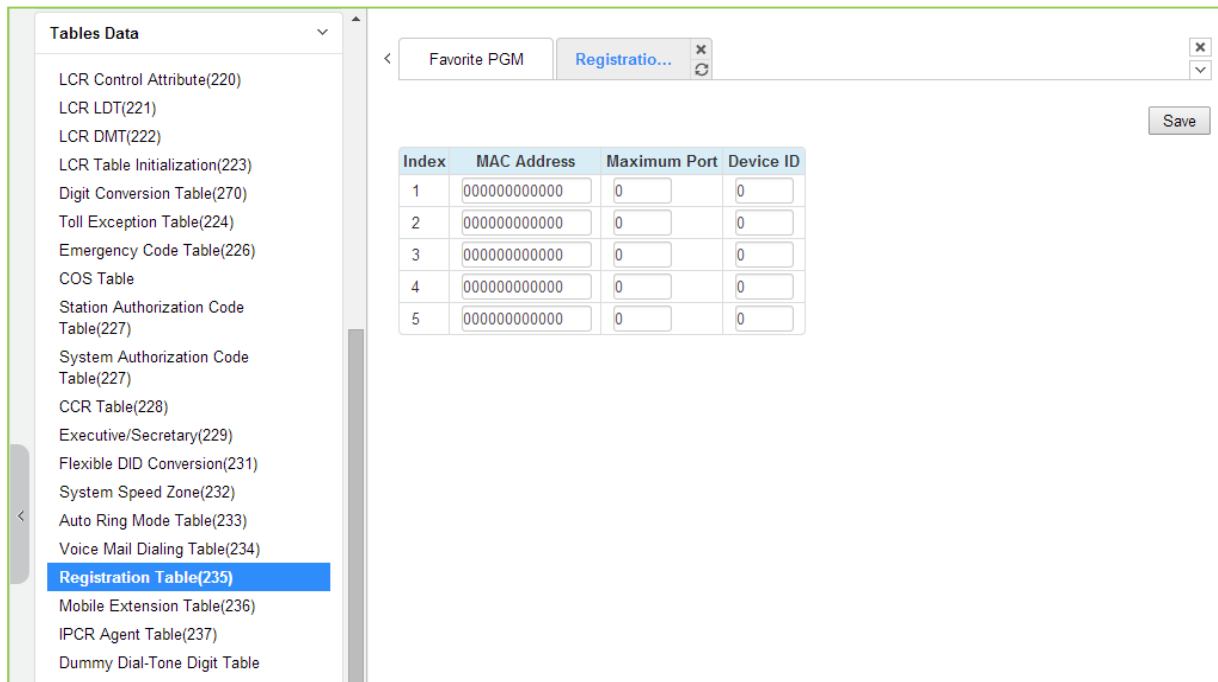 Tables Data
LCR Control Attribute(220)
LCR LDT(221)
LCR DMT(222)
LCR Table Initialization(223)
Digit Conversion Table(270)
Toll Exception Table(224)
Emergency Code Table(226)
COS Table
Station Authorization Code
Table(227)
System Authorization Code
Table(227)
CCR Table(228)
Executive/Secretary(229)
Flexible DID Conversion(231)
System Speed Zone(232)
Auto Ring Mode Table(233)
Voice Mail Dialing Table(234)
Registration Table(235)
Mobile Extension Table(236)
IPCR Agent Table(237)
Dummy Dial-Tone Digit Table
Favorite PGM Registratio...
Save
Index MAC Address Maximum Port Device ID
1 000000000000 0 0
2 000000000000 0 0
3 000000000000 0 0
4 000000000000 0 0
5 000000000000 0 0